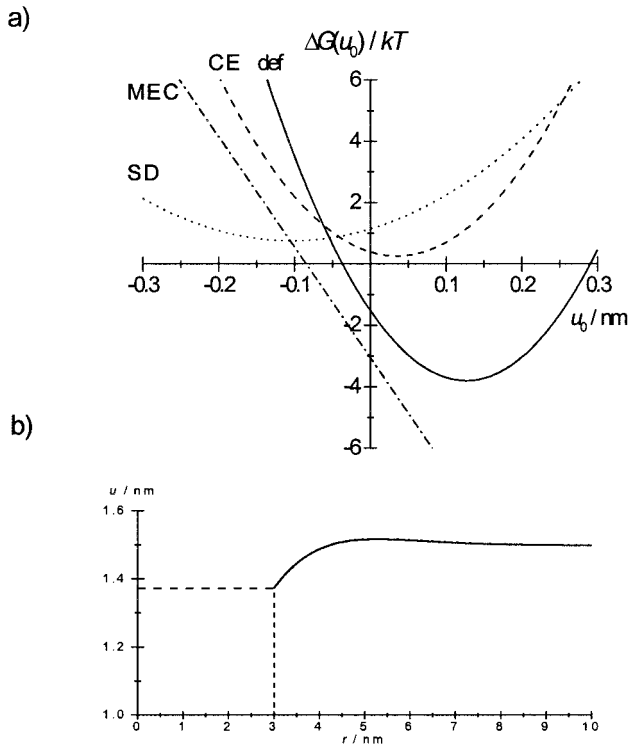 a)
ΔG(u₀) / kT
CE def
MEC
SD
6
4
2
-0.3 -0.2 -0.1 0.1 0.2 0.3
-2
-4
-6
u₀ / nm
b)
u / nm
1.6
1.4
1.2
1.0
0 1 2 3 4 5 6 7 8 9 10
r / nm